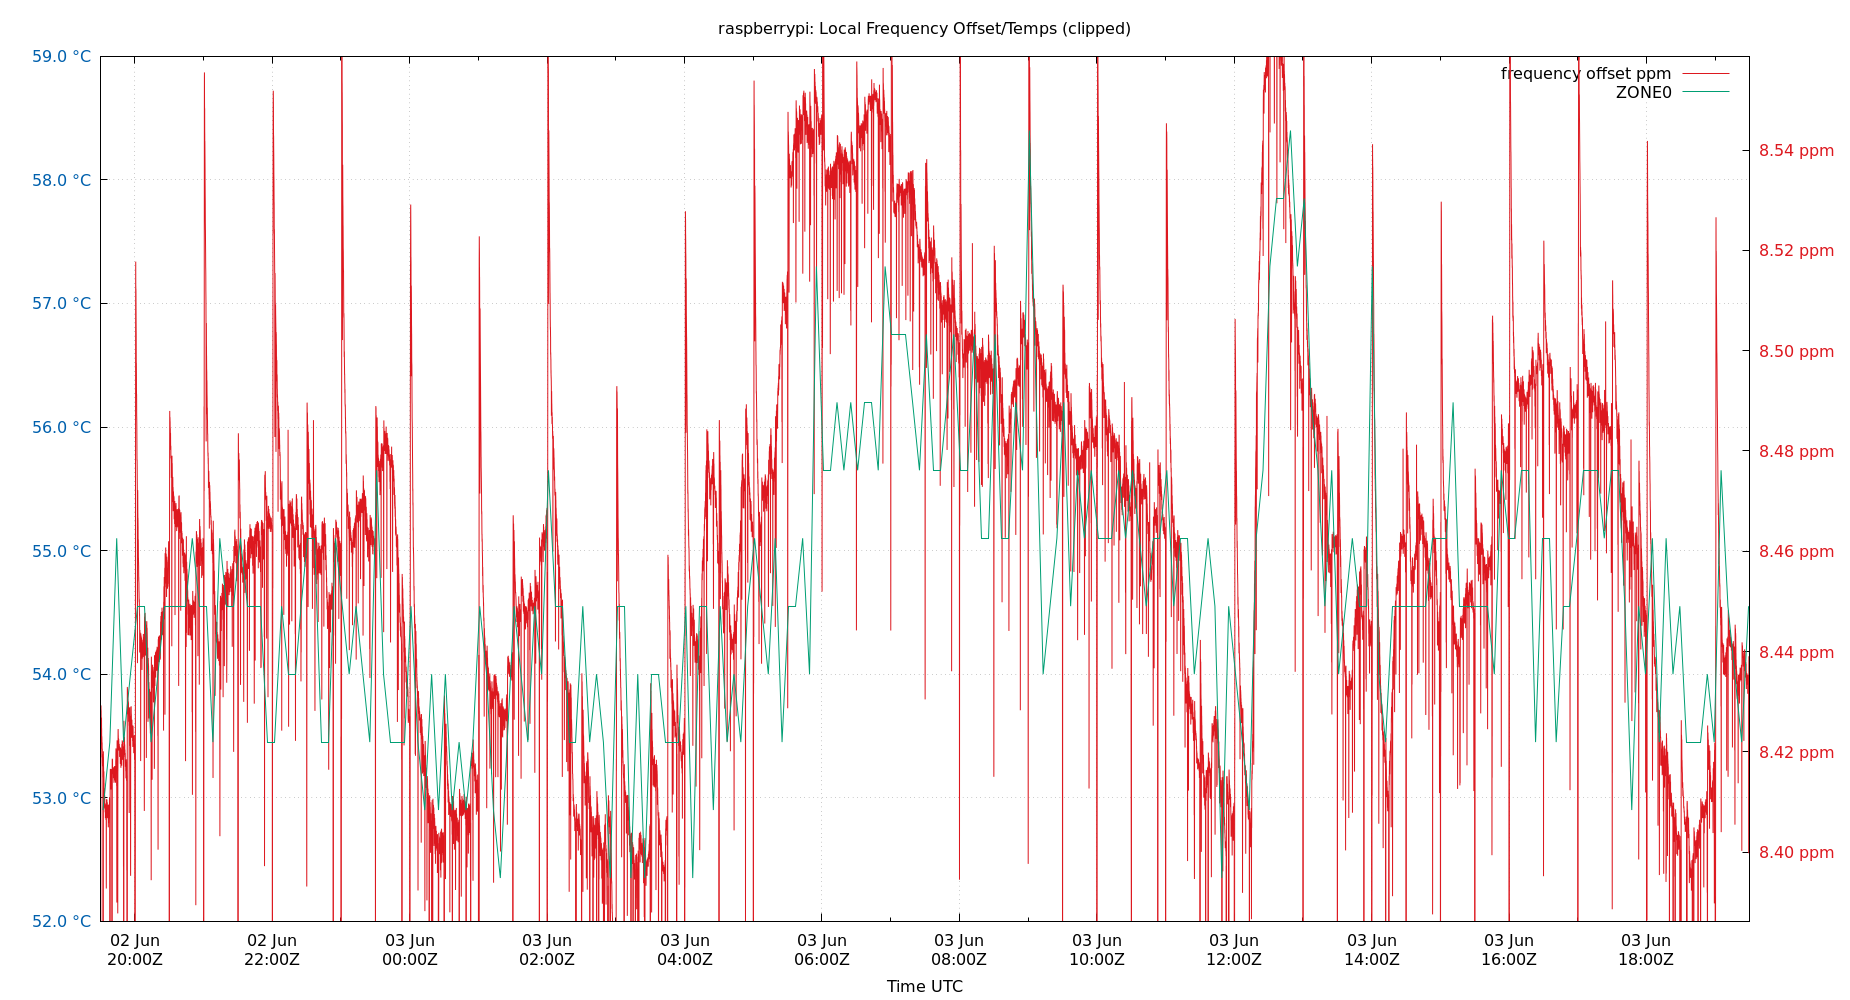 raspberrypi: Local Frequency Offset/Temps (clipped)
59.0 °C
58.0 °C
57.0 °C
56.0 °C
55.0 °C
54.0 °C
53.0 °C
52.0 °C
frequency offset ppm
ZONE0
8.54 ppm
8.52 ppm
8.50 ppm
8.48 ppm
8.46 ppm
8.44 ppm
8.42 ppm
8.40 ppm
02 Jun 02 Jun 03 Jun 03 Jun 03 Jun 03 Jun 03 Jun 03 Jun 03 Jun 03 Jun 03 Jun 03 Jun
20:00Z 22:00Z 00:00Z 02:00Z 04:00Z 06:00Z 08:00Z 10:00Z 12:00Z 14:00Z 16:00Z 18:00Z
Time UTC